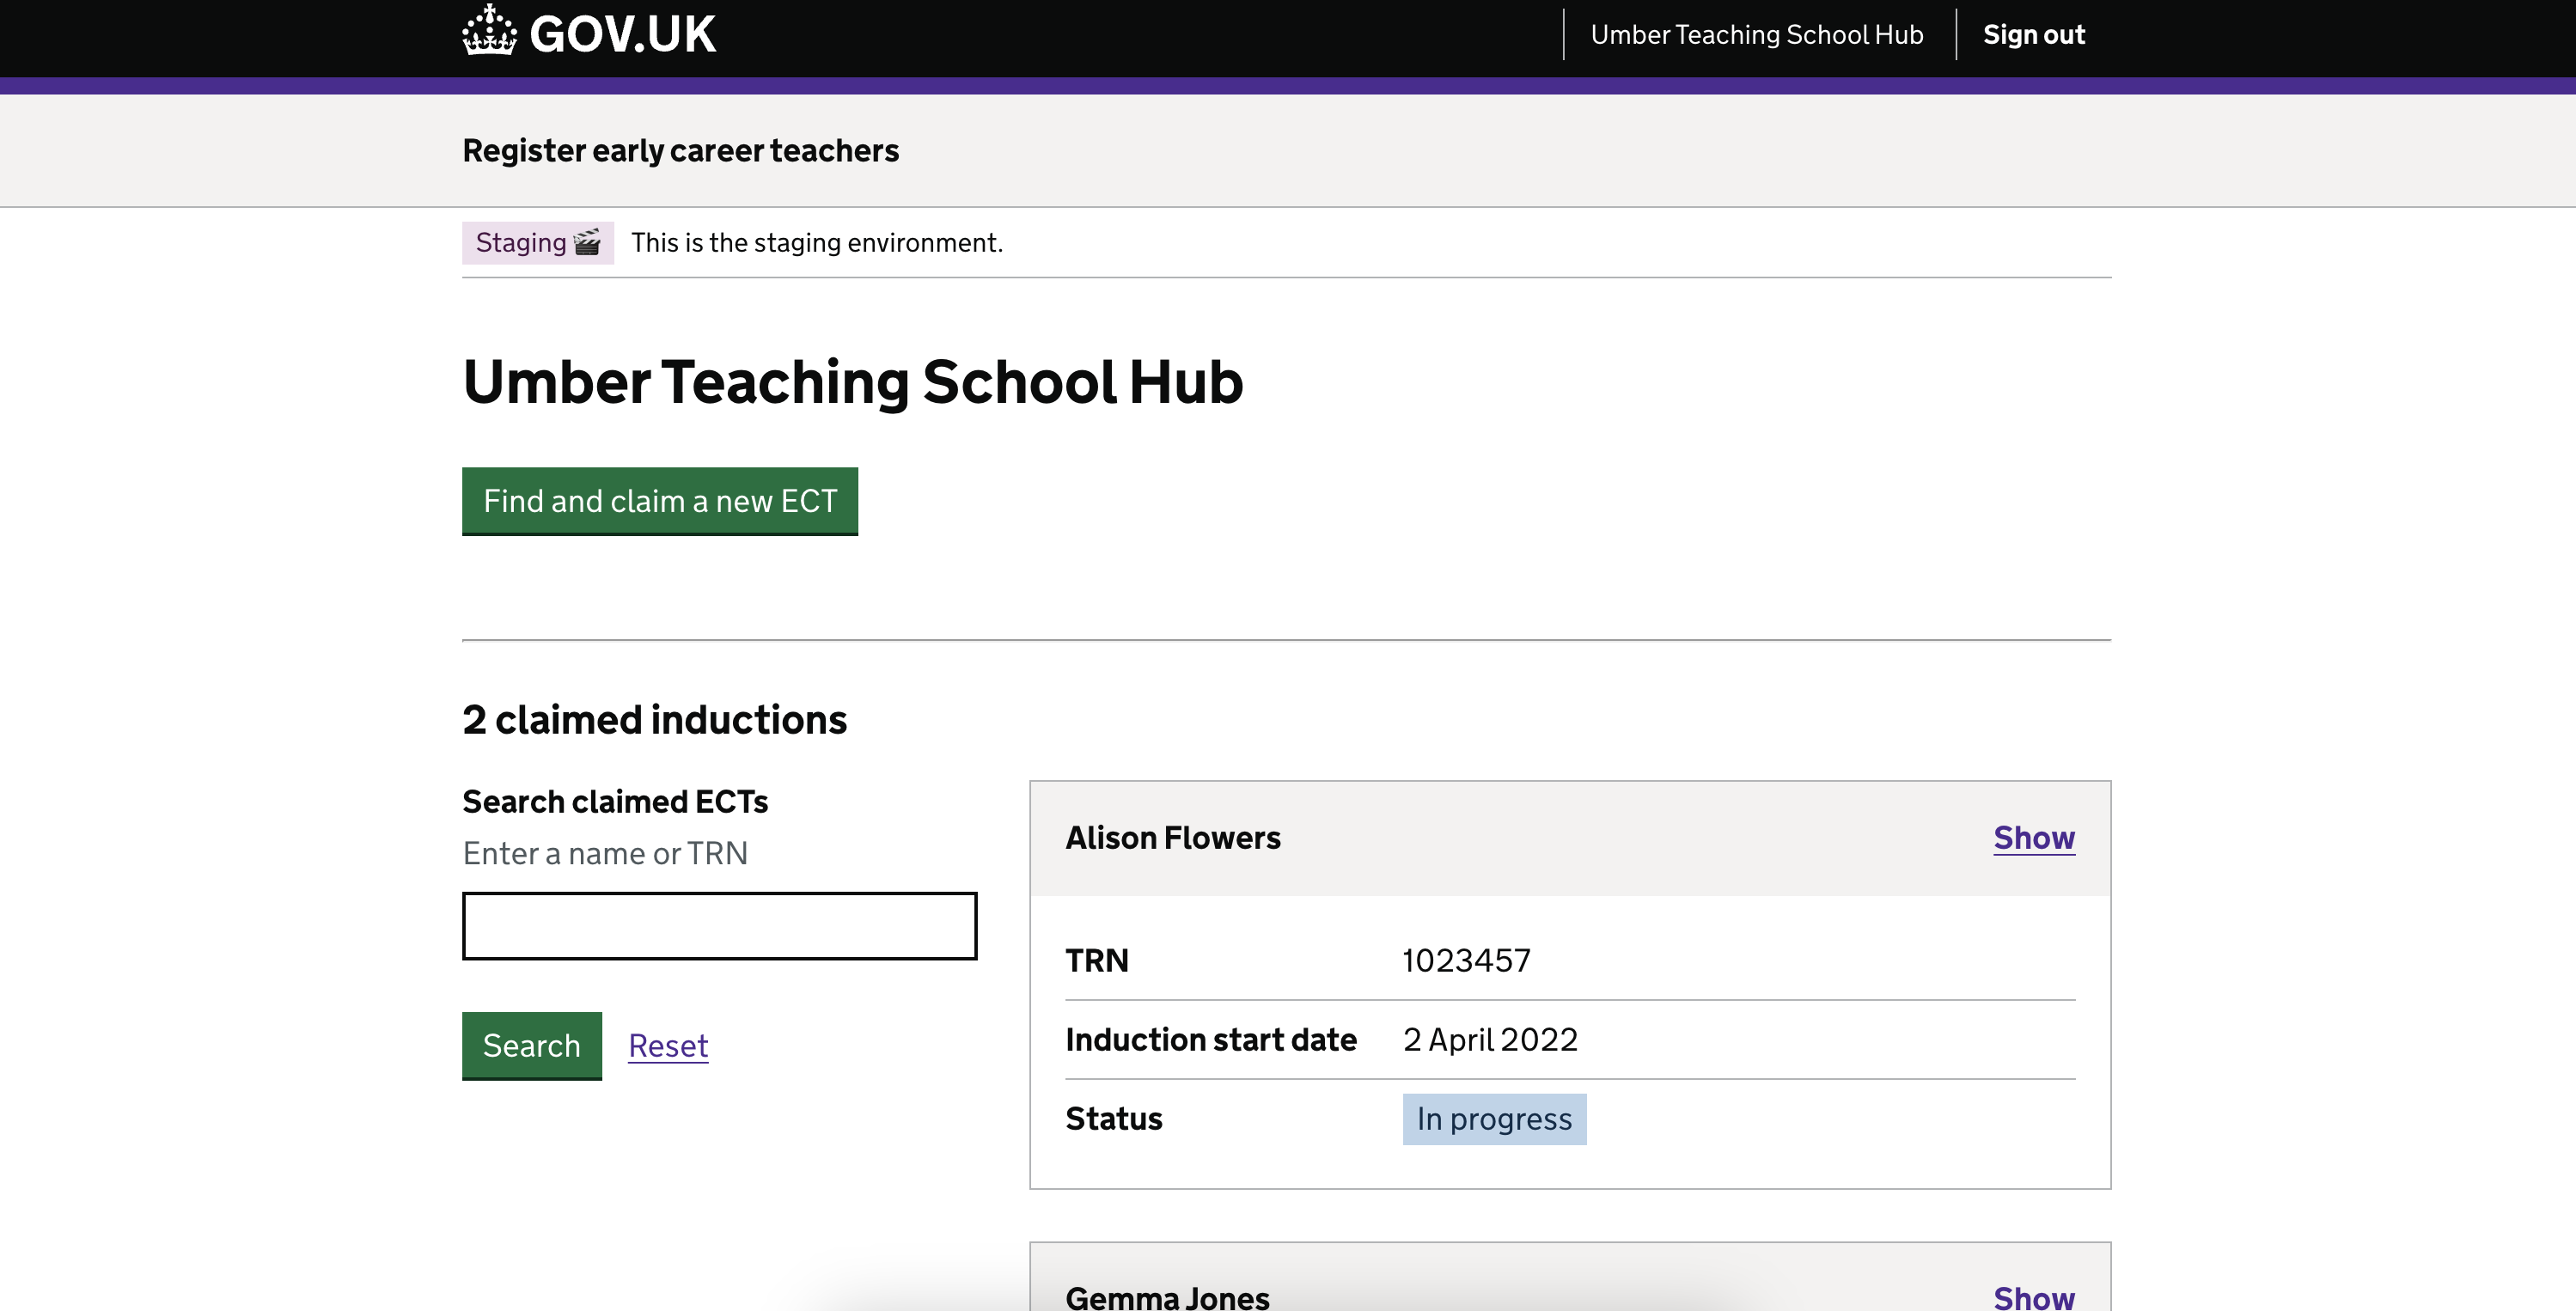 GOV.UK
Umber Teaching School Hub
Sign out
Register early career teachers
Staging 🎬 This is the staging environment.
Umber Teaching School Hub
Find and claim a new ECT
2 claimed inductions
Search claimed ECTs
Enter a name or TRN
Search
Reset
Alison Flowers
Show
TRN 1023457
Induction start date 2 April 2022
Status In progress
Gemma Jones
Show